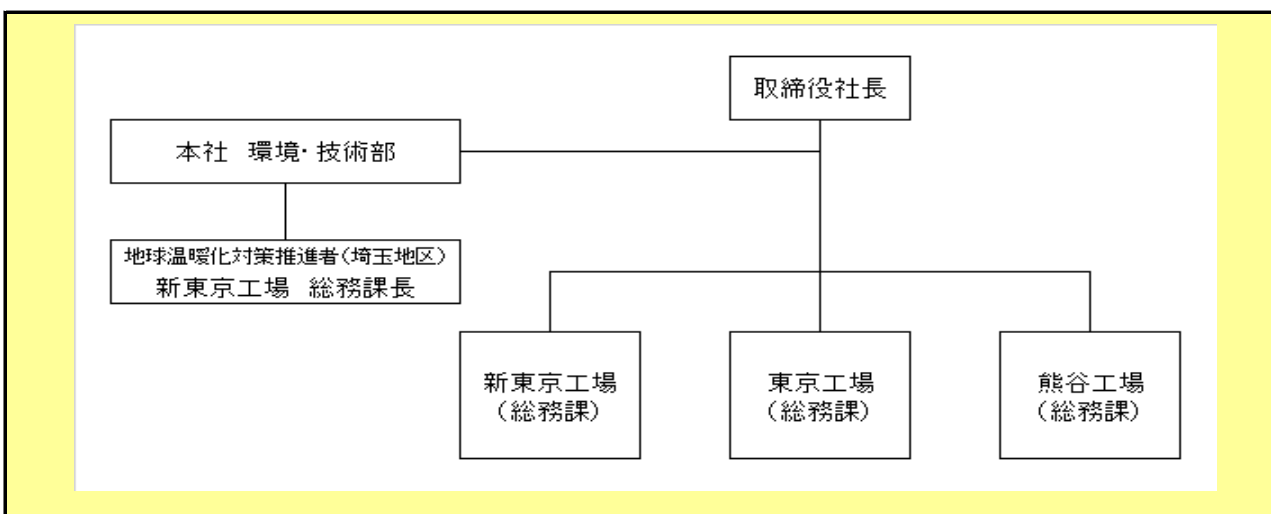 取締役社長
本社 環境・技術部
地球温暖化対策推進者(埼玉地区)
新東京工場 総務課長
新東京工場
(総務課)
東京工場
(総務課)
熊谷工場
(総務課)